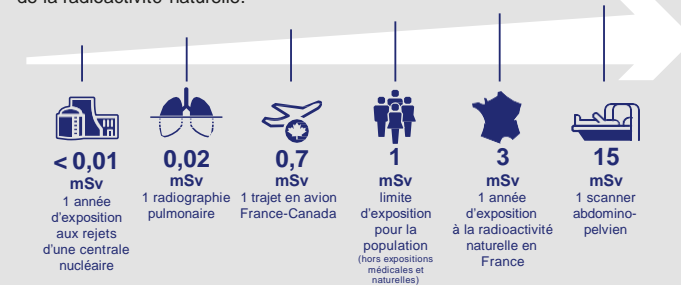 de la radioactivité naturelle.
< 0,01
mSv
1 année
d'exposition
aux rejets
d'une centrale
nucléaire
0,02
mSv
1 radiographie
pulmonaire
0,7
mSv
1 trajet en avion
France-Canada
1
mSv
limite
d'exposition
pour la
population
(hors expositions
médicales et
naturelles)
3
mSv
1 année
d'exposition
à la radioactivité
naturelle en
France
15
mSv
1 scanner
abdomino-
pelvien